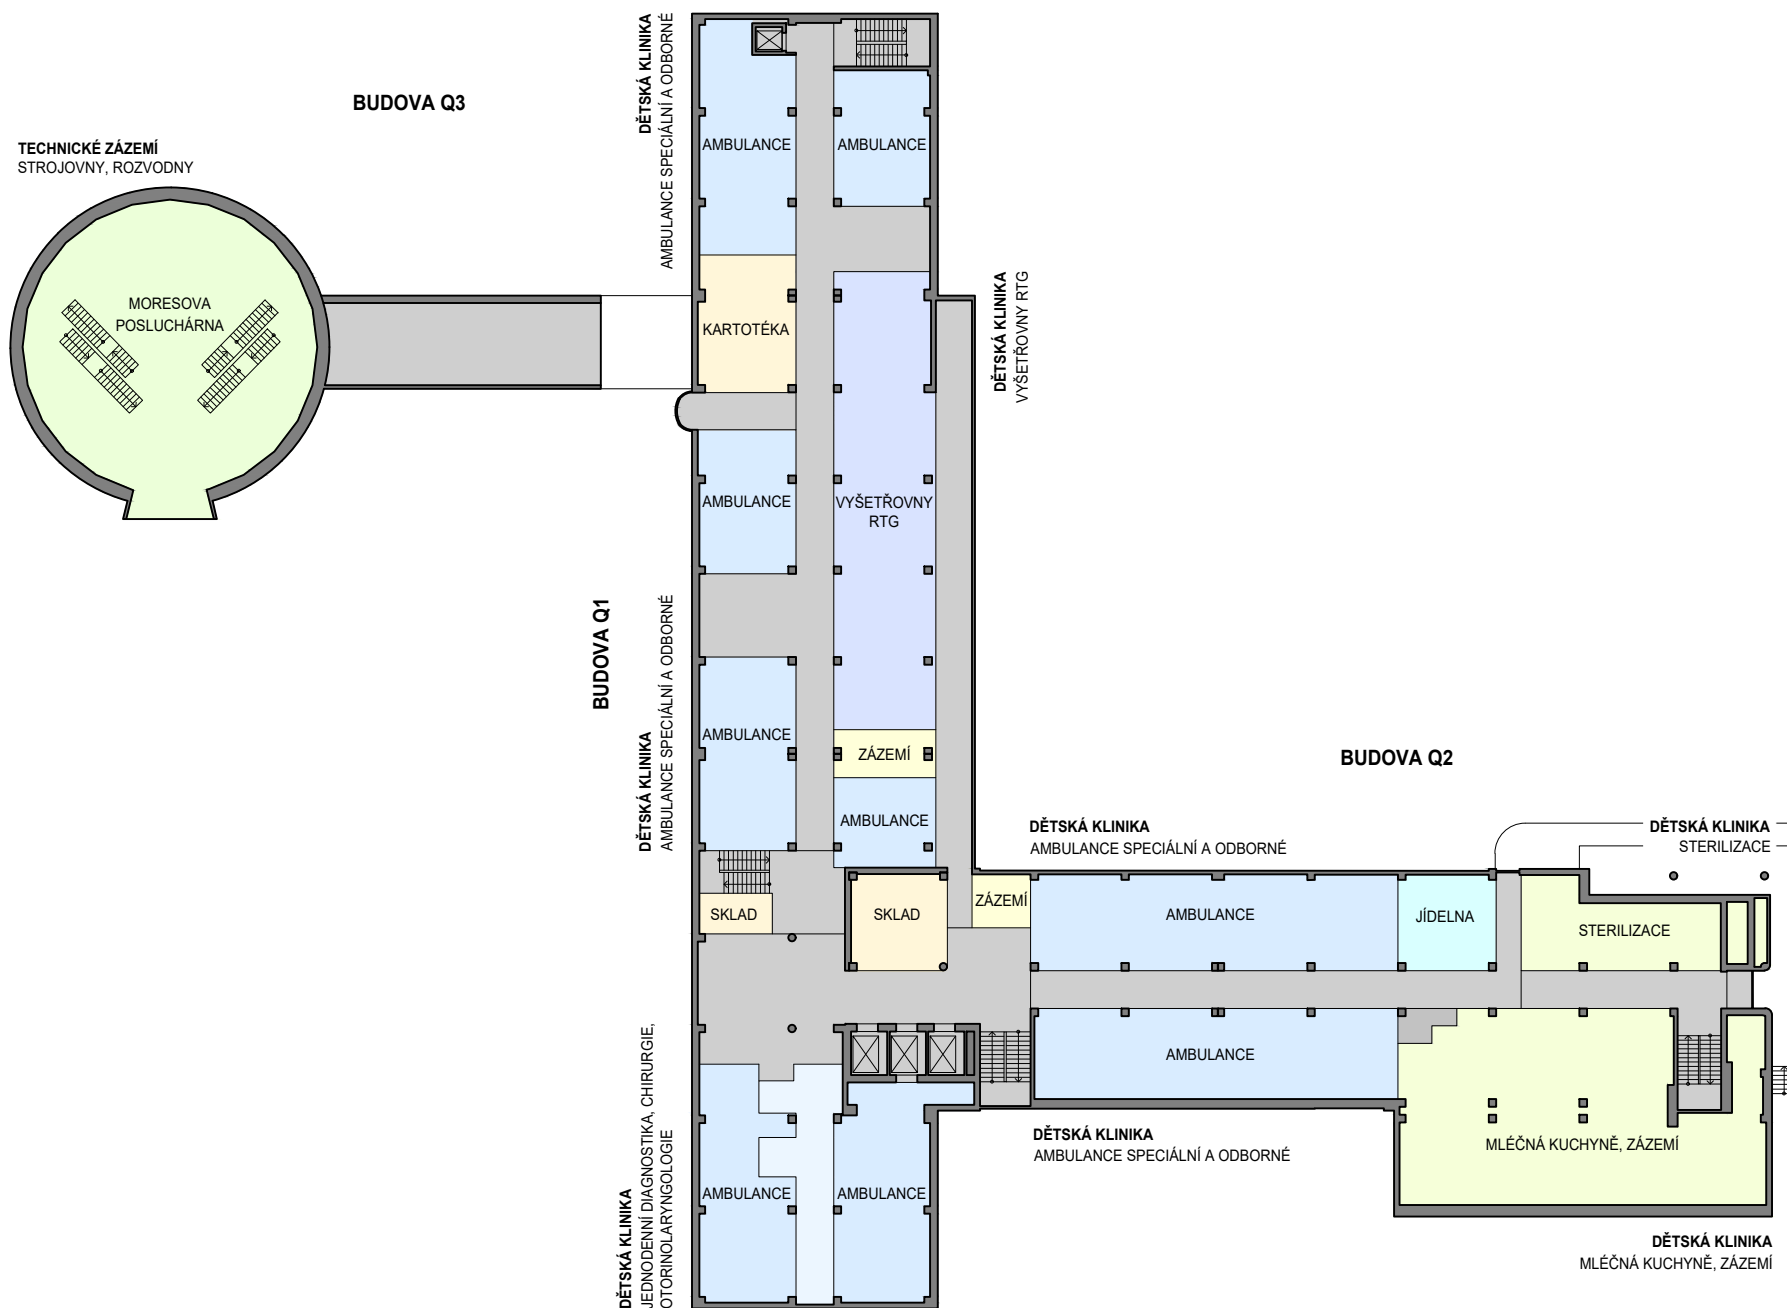 DĚTSKÁ KLINIKA
AMBULANCE SPECIÁLNÍ A ODBORNÉ
BUDOVA Q3
TECHNICKÉ ZÁZEMÍ
STROJOVNY, ROZVODNY
AMBULANCE
AMBULANCE
MORESOVA
POSLUCHÁRNA
KARTOTÉKA
DĚTSKÁ KLINIKA
VYŠETŘOVNY RTG
AMBULANCE
VYŠETŘOVNY
RTG
BUDOVA Q1
DĚTSKÁ KLINIKA
AMBULANCE SPECIÁLNÍ A ODBORNÉ
AMBULANCE
ZÁZEMÍ
BUDOVA Q2
AMBULANCE
DĚTSKÁ KLINIKA
AMBULANCE SPECIÁLNÍ A ODBORNÉ
DĚTSKÁ KLINIKA
STERILIZACE
SKLAD
SKLAD
ZÁZEMÍ
AMBULANCE
JÍDELNA
STERILIZACE
AMBULANCE
DĚTSKÁ KLINIKA
AMBULANCE SPECIÁLNÍ A ODBORNÉ
MLÉČNÁ KUCHYNĚ, ZÁZEMÍ
DĚTSKÁ KLINIKA
JEDNODENNÍ DIAGNOSTIKA, CHIRURGIE,
OTORINOLARYNGOLOGIE
AMBULANCE
AMBULANCE
DĚTSKÁ KLINIKA
MLÉČNÁ KUCHYNĚ, ZÁZEMÍ